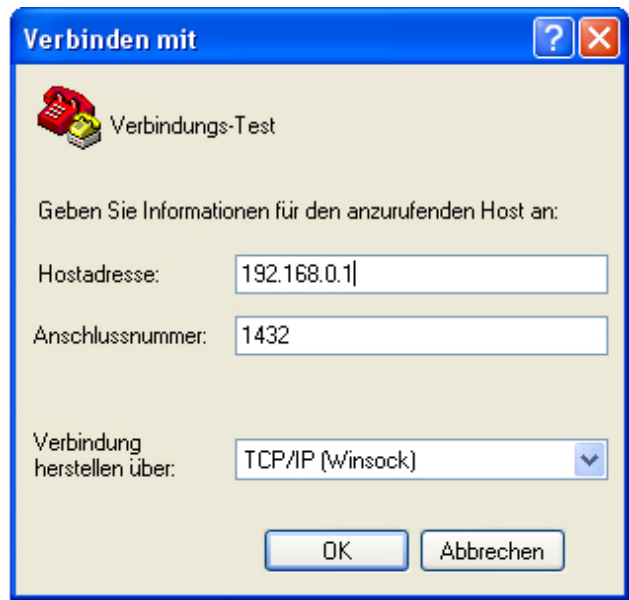 Verbinden mit
Verbindungs-Test
Geben Sie Informationen für den anzurufenden Host an:
Hostadresse: 192.168.0.1
Anschlussnummer: 1432
Verbindung
herstellen über: TCP/IP (Winsock)
OK Abbrechen